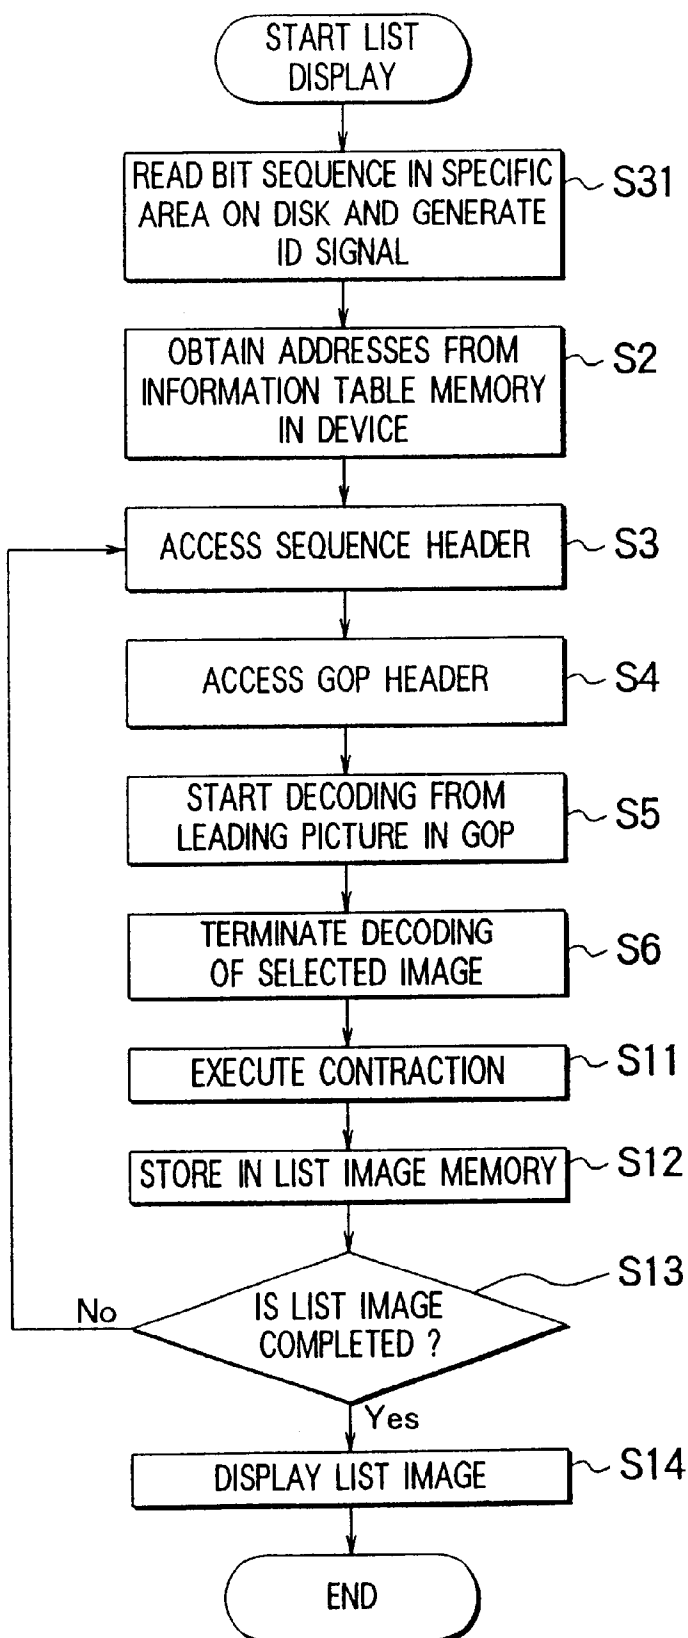 START LIST
DISPLAY
READ BIT SEQUENCE IN SPECIFIC
AREA ON DISK AND GENERATE
ID SIGNAL
S31
OBTAIN ADDRESSES FROM
INFORMATION TABLE MEMORY
IN DEVICE
S2
ACCESS SEQUENCE HEADER
S3
ACCESS GOP HEADER
S4
START DECODING FROM
LEADING PICTURE IN GOP
S5
TERMINATE DECODING
OF SELECTED IMAGE
S6
EXECUTE CONTRACTION
S11
STORE IN LIST IMAGE MEMORY
S12
IS LIST IMAGE
COMPLETED ?
S13
No
Yes
DISPLAY LIST IMAGE
S14
END